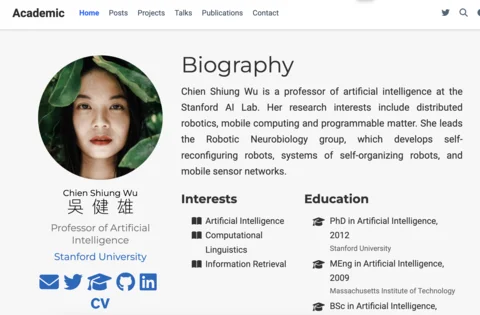 Academic
Home Posts Projects Talks Publications Contact
Biography
Chien Shiung Wu is a professor of artificial intelligence at the
Stanford AI Lab. Her research interests include distributed
robotics, mobile computing and programmable matter. She leads
the Robotic Neurobiology group, which develops self-
reconfiguring robots, systems of self-organizing robots, and
mobile sensor networks.
Chien Shiung Wu
吳健雄
Professor of Artificial
Intelligence
Stanford University
CV
Interests
Artificial Intelligence
Computational
Linguistics
Information Retrieval
Education
PhD in Artificial Intelligence,
2012
Stanford University
MEng in Artificial Intelligence,
2009
Massachusetts Institute of Technology
BSc in Artificial Intelligence,